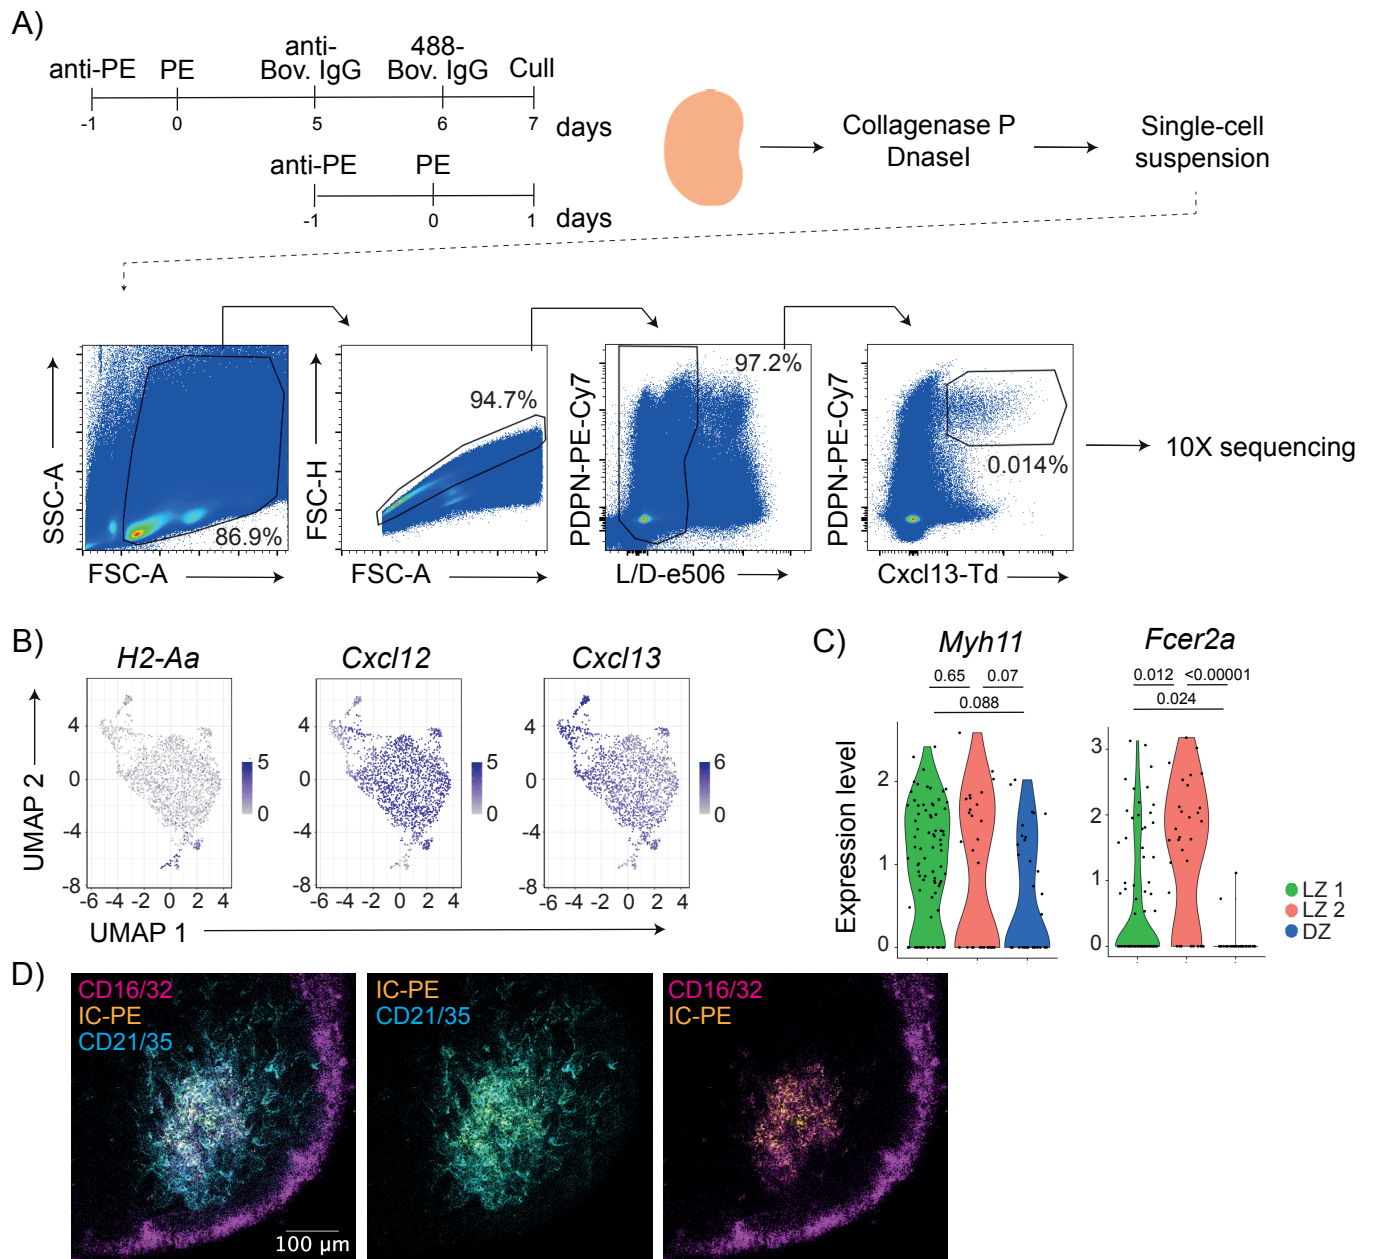 A)
anti-PE PE anti- 488- Cull
Bov. IgG Bov. IgG
-1 0 5 6 7 days
anti-PE PE
-1 0 1 days
Collagenase P
DnaseI
Single-cell
suspension
SSC-A
FSC-A
86.9%
FSC-H
FSC-A
94.7%
PDPN-PE-Cy7
L/D-e506
97.2%
PDPN-PE-Cy7
Cxcl13-Td
0.014%
10X sequencing
B)
H2-Aa
Cxcl12
Cxcl13
UMAP 2
4
0
-4
-8
-6 -4 -2 0 2 4
5
0
4
0
-4
-8
-6 -4 -2 0 2 4
5
0
4
0
-4
-8
-6 -4 -2 0 2 4
6
0
UMAP 1
C)
Myh11
0.65 0.07
0.088
Expression level
2
1
0
Fcer2a
0.012 <0.00001
0.024
3
2
1
0
LZ 1
LZ 2
DZ
D)
CD16/32
IC-PE
CD21/35
100 µm
IC-PE
CD21/35
CD16/32
IC-PE